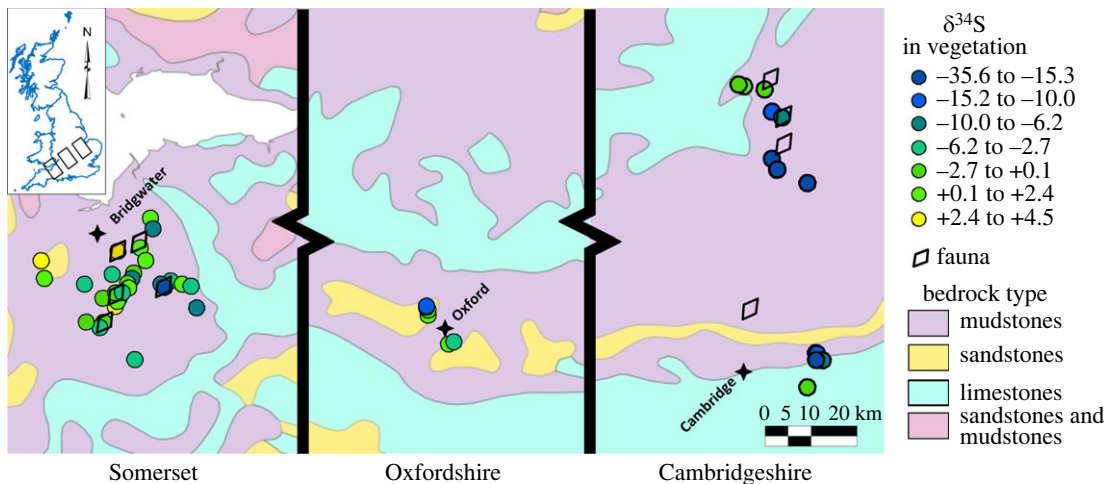 N
Bridgwater
Oxford
Cambridge
0 5 10 20 km
Somerset
Oxfordshire
Cambridgeshire
δ³⁴S
in vegetation
–35.6 to –15.3
–15.2 to –10.0
–10.0 to –6.2
–6.2 to –2.7
–2.7 to +0.1
+0.1 to +2.4
+2.4 to +4.5
fauna
bedrock type
mudstones
sandstones
limestones
sandstones and
mudstones